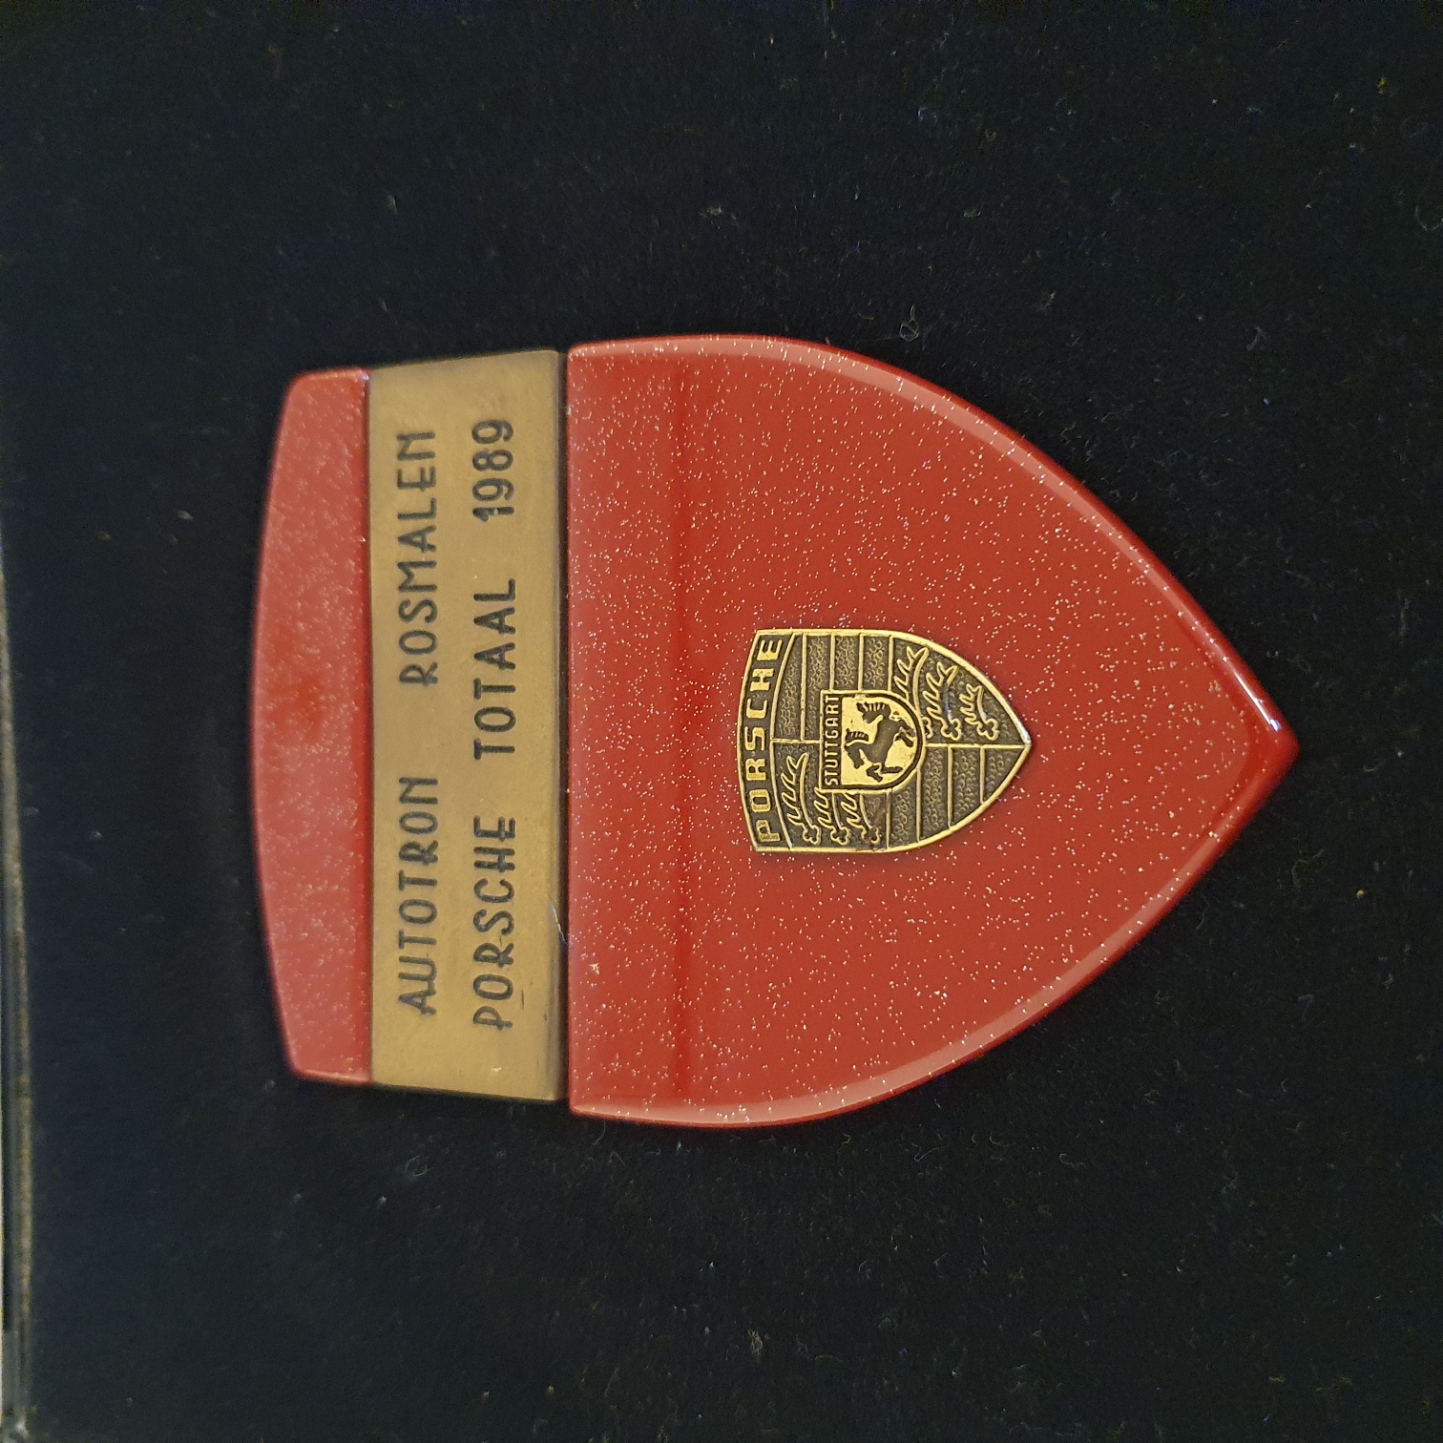 AUTOTRON ROSMALEN
PORSCHE TOTAAL 1989
PORSCHE
STUTTGART